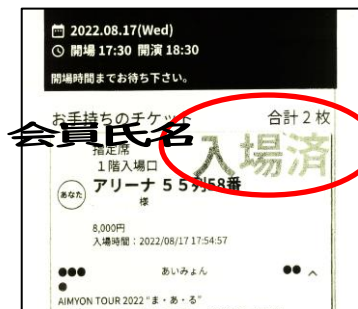 2022.08.17(Wed)
開場 17:30 開演 18:30
開場時間までお待ち下さい。
お手持ちのチケット 合計 2 枚
会員氏名
入場済
指定席
1階入場口
あなた
アリーナ 55列58番
様
8,000円
入場時間:2022/08/17 17:54:57
あいみょん
AIMYON TOUR 2022 “ま・あ・る”